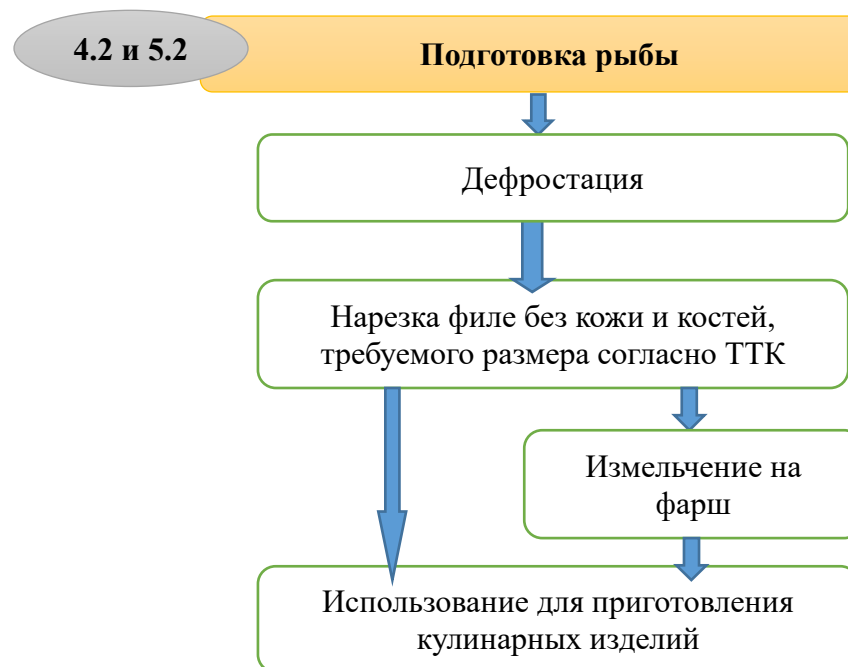 4.2 и 5.2
Подготовка рыбы
Дефростация
Нарезка филе без кожи и костей,
требуемого размера согласно ТТК
Измельчение на
фарш
Использование для приготовления
кулинарных изделий